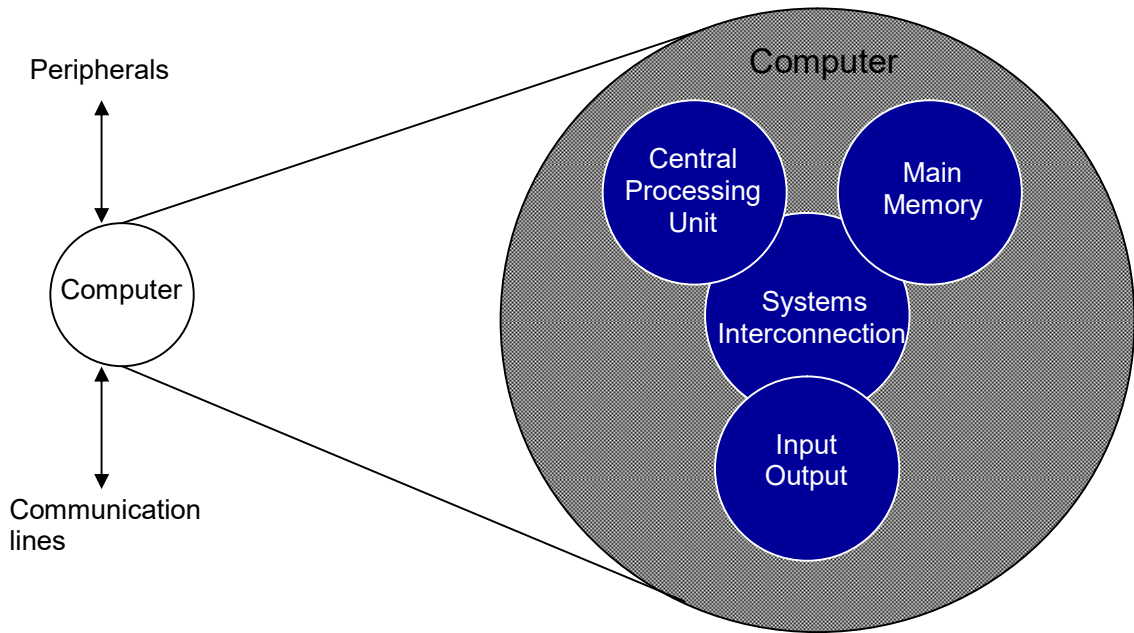 Peripherals
Computer
Communication
lines
Computer
Central
Processing
Unit
Main
Memory
Systems
Interconnection
Input
Output